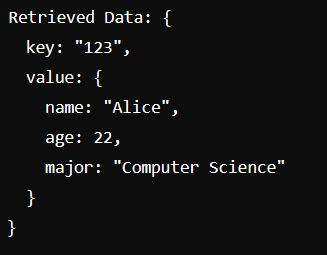 Retrieved Data: {
  key: "123",
  value: {
    name: "Alice",
    age: 22,
    major: "Computer Science"
  }
}